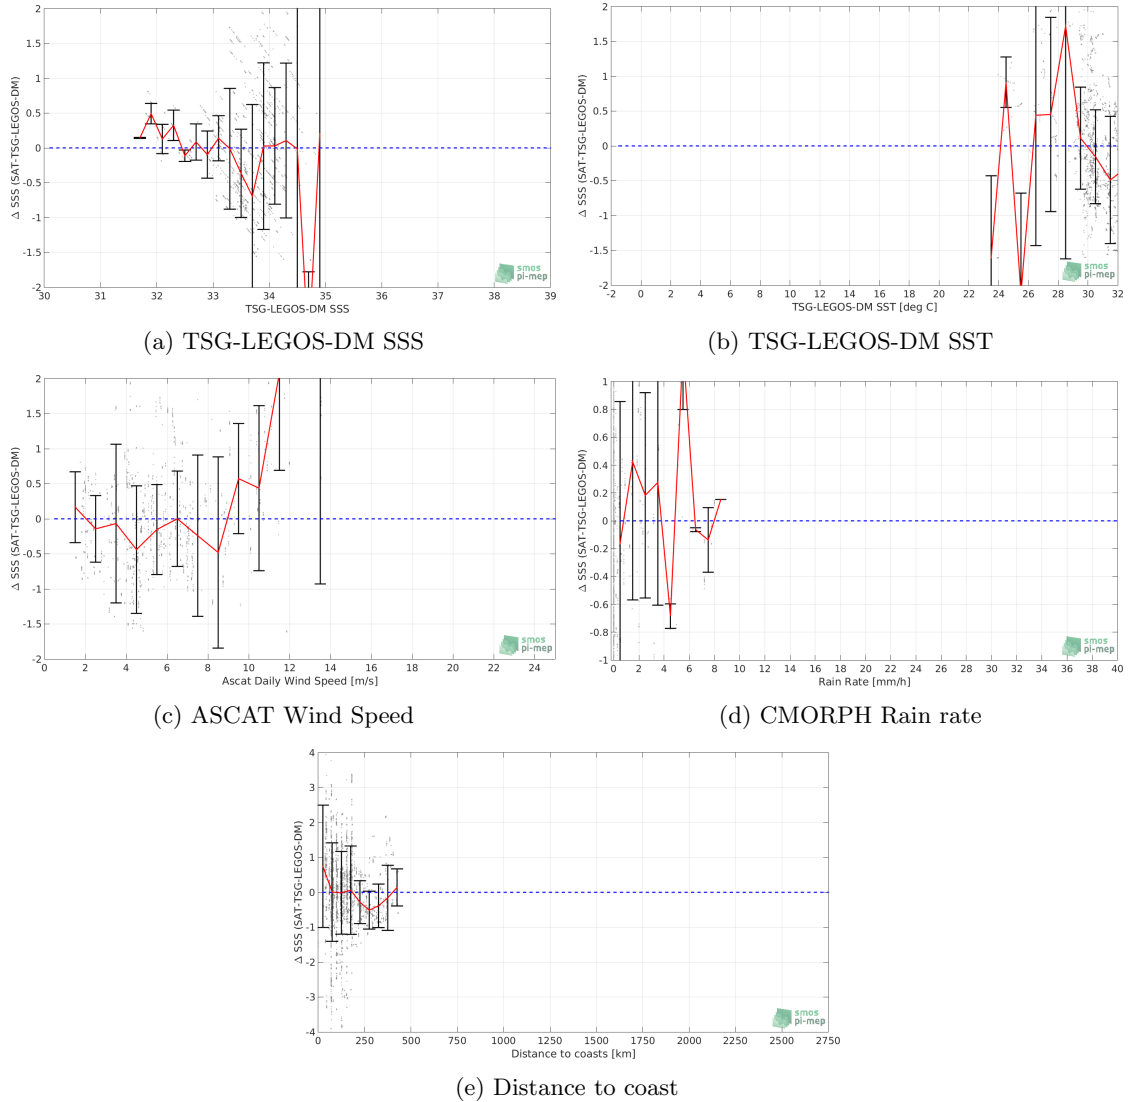 2
1.5
1
0.5
0
-0.5
-1
-1.5
-2
Δ SSS (SAT-TSG-LEGOS-DM)
30 31 32 33 34 35 36 37 38 39
TSG-LEGOS-DM SSS
smos
pi-mep
(a) TSG-LEGOS-DM SSS
2
1.5
1
0.5
0
-0.5
-1
-1.5
-2
Δ SSS (SAT-TSG-LEGOS-DM)
-2 0 2 4 6 8 10 12 14 16 18 20 22 24 26 28 30 32
TSG-LEGOS-DM SST [deg C]
smos
pi-mep
(b) TSG-LEGOS-DM SST
2
1.5
1
0.5
0
-0.5
-1
-1.5
-2
Δ SSS (SAT-TSG-LEGOS-DM)
0 2 4 6 8 10 12 14 16 18 20 22 24
Ascat Daily Wind Speed [m/s]
smos
pi-mep
(c) ASCAT Wind Speed
1
0.8
0.6
0.4
0.2
0
-0.2
-0.4
-0.6
-0.8
-1
Δ SSS (SAT-TSG-LEGOS-DM)
0 2 4 6 8 10 12 14 16 18 20 22 24 26 28 30 32 34 36 38 40
Rain Rate [mm/h]
smos
pi-mep
(d) CMORPH Rain rate
4
3
2
1
0
-1
-2
-3
-4
Δ SSS (SAT-TSG-LEGOS-DM)
0 250 500 750 1000 1250 1500 1750 2000 2250 2500 2750
Distance to coasts [km]
smos
pi-mep
(e) Distance to coast